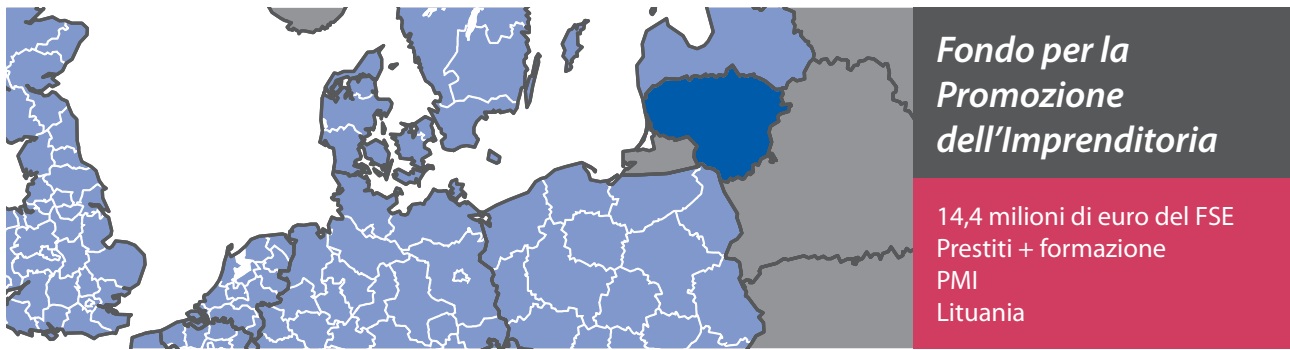 Fondo per la
Promozione
dell'Imprenditoria
14,4 milioni di euro del FSE
Prestiti + formazione
PMI
Lituania